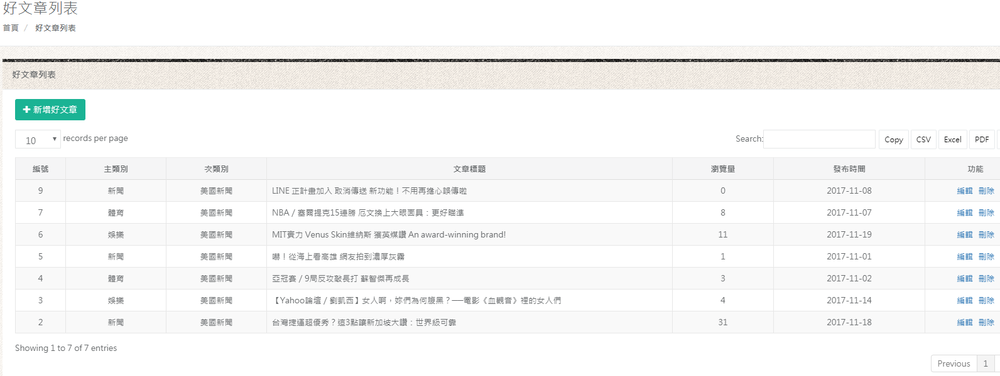 好文章列表
首頁 / 好文章列表
好文章列表
新增好文章
10 records per page Search: Copy CSV Excel PDF
編號 主類別 次類別 文章標題 瀏覽量 發布時間 功能
9 新聞 美國新聞 LINE 正計畫加入 取消傳送 新功能！不用再擔心誤傳啦 0 2017-11-08 編輯 刪除
7 體育 美國新聞 NBA / 塞爾提克15連勝 厄文換上大眼面具：更好瞄準 8 2017-11-07 編輯 刪除
6 娛樂 美國新聞 MIT實力 Venus Skin維納斯 獲英媒讚 An award-winning brand! 11 2017-11-19 編輯 刪除
5 新聞 美國新聞 嚇！從海上看高雄 網友拍到濃厚灰霧 1 2017-11-01 編輯 刪除
4 體育 美國新聞 亞冠賽 / 9局反攻敲長打 蘇智傑再成長 3 2017-11-02 編輯 刪除
3 娛樂 美國新聞 【Yahoo論壇 / 劉凱西】女人啊，妳們為何腹黑？──電影《血觀音》裡的女人們 4 2017-11-14 編輯 刪除
2 新聞 美國新聞 台灣捷運超優秀？這3點讓新加坡大讚：世界級可靠 31 2017-11-18 編輯 刪除
Showing 1 to 7 of 7 entries
Previous 1